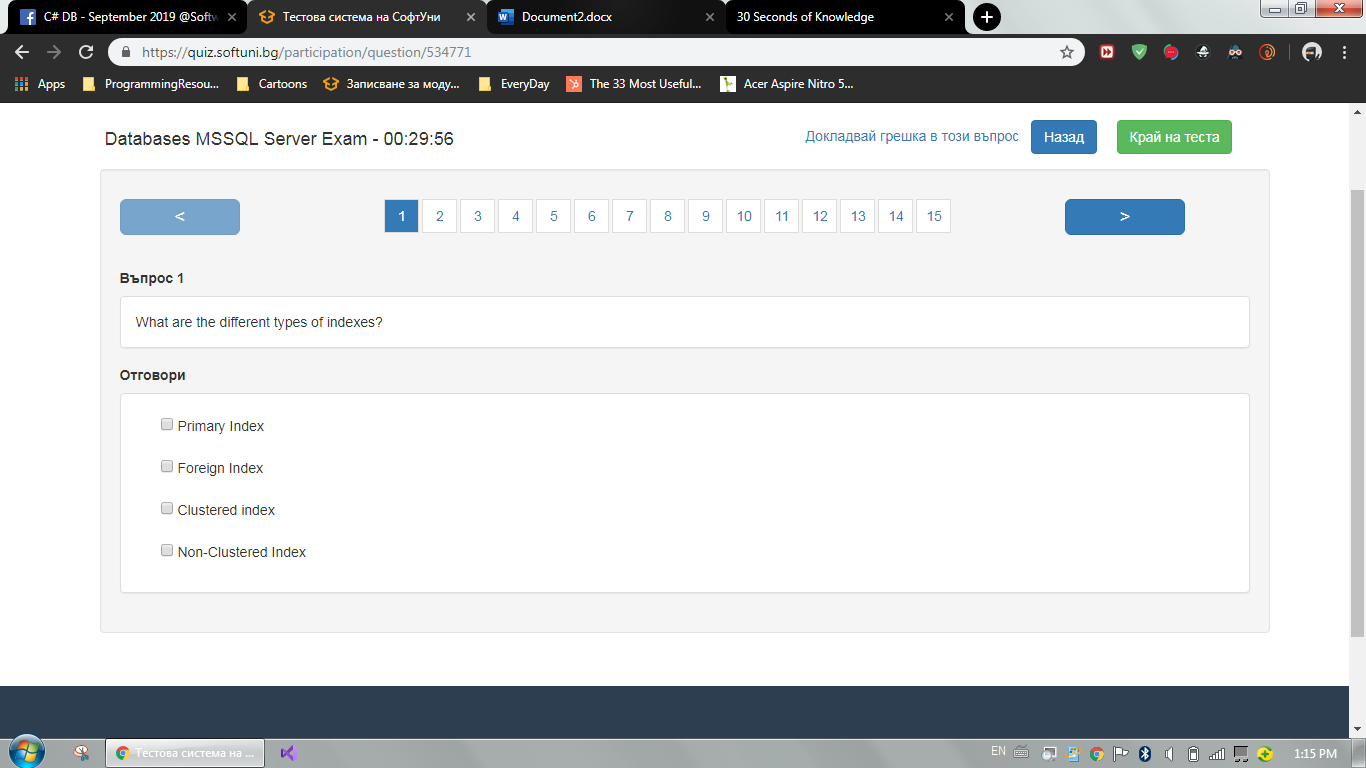 C# DB - September 2019 @Softw
Тестова система на СофтУни
Document2.docx
30 Seconds of Knowledge
https://quiz.softuni.bg/participation/question/534771
Apps
ProgrammingResou...
Cartoons
Записване за моду...
EveryDay
The 33 Most Useful...
Acer Aspire Nitro 5...
Databases MSSQL Server Exam - 00:29:56
Докладвай грешка в този въпрос
Назад
Край на теста
< 1 2 3 4 5 6 7 8 9 10 11 12 13 14 15 >
Въпрос 1
What are the different types of indexes?
Отговори
Primary Index
Foreign Index
Clustered index
Non-Clustered Index
Тестова система на ...
EN
1:15 PM